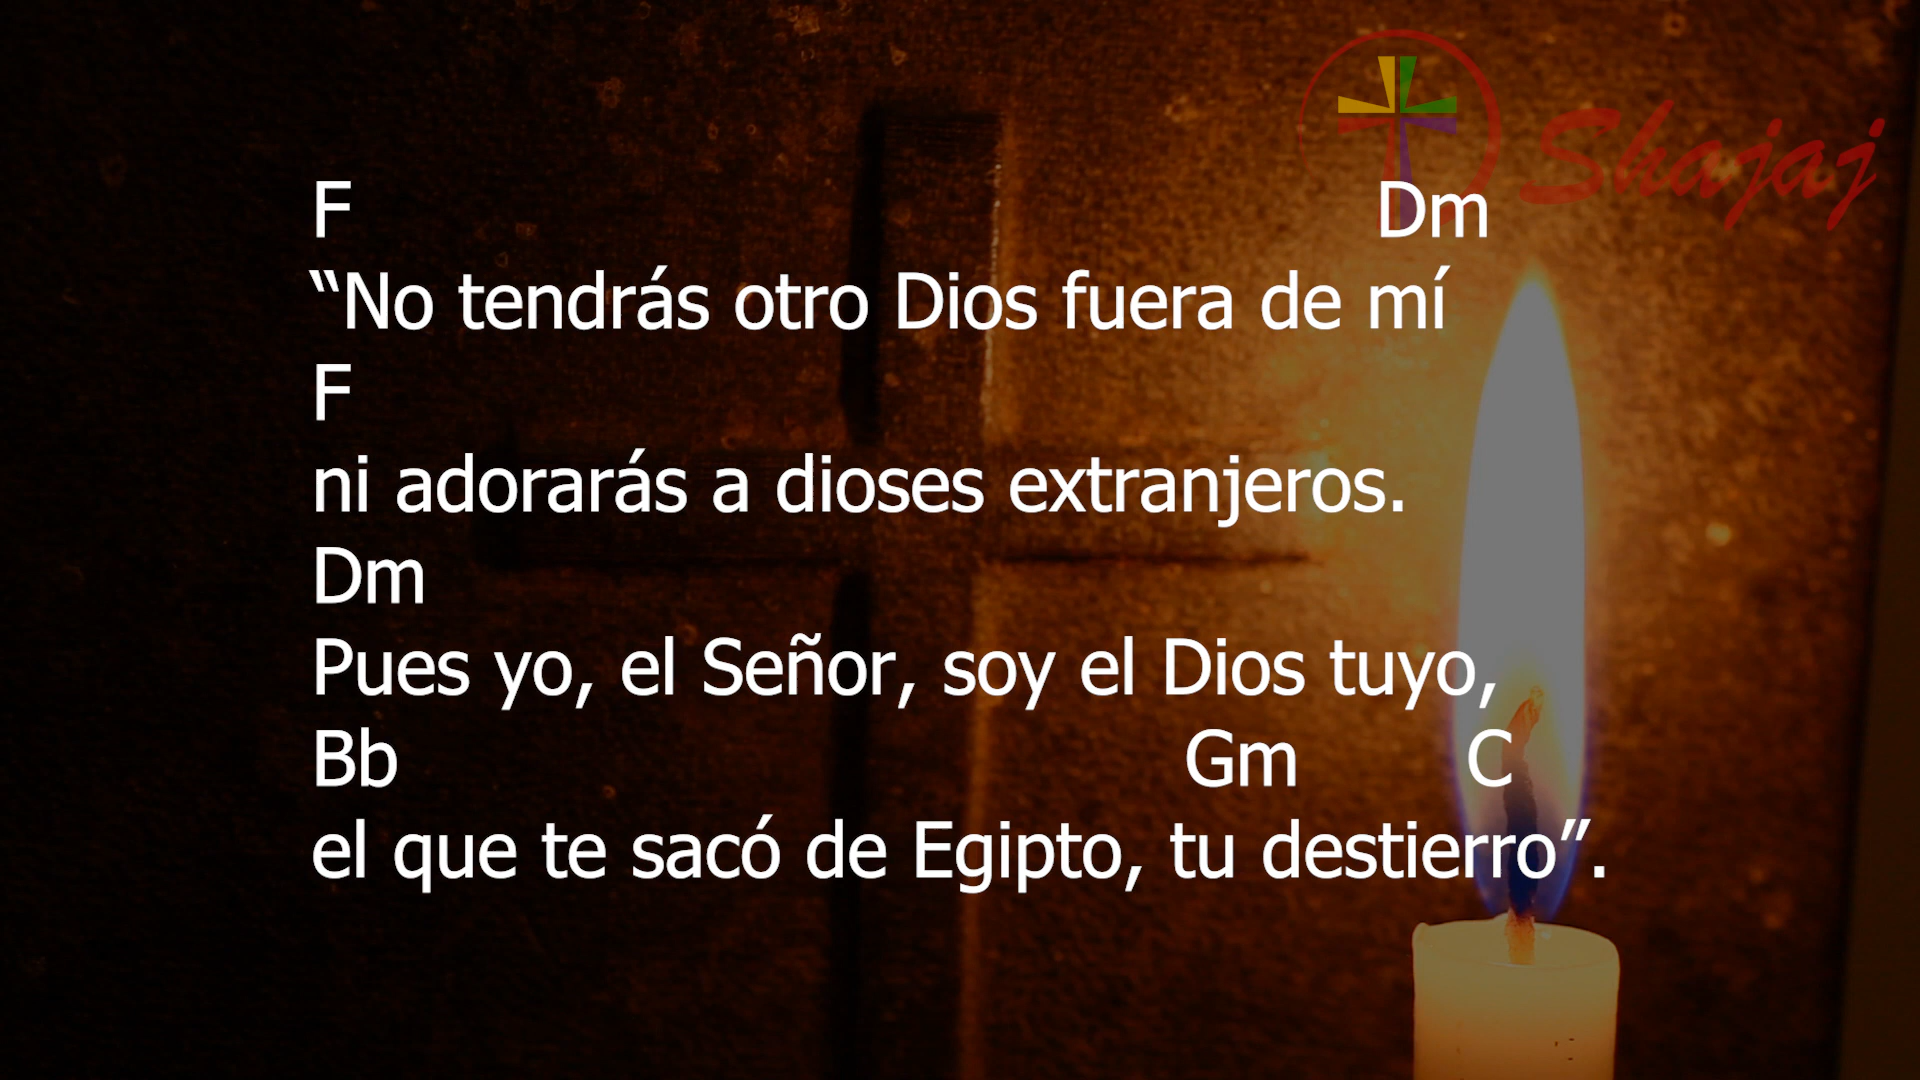 Shajaj
F Dm
“No tendrás otro Dios fuera de mí
F
ni adorarás a dioses extranjeros.
Dm
Pues yo, el Señor, soy el Dios tuyo,
Bb Gm C
el que te sacó de Egipto, tu destierro”.